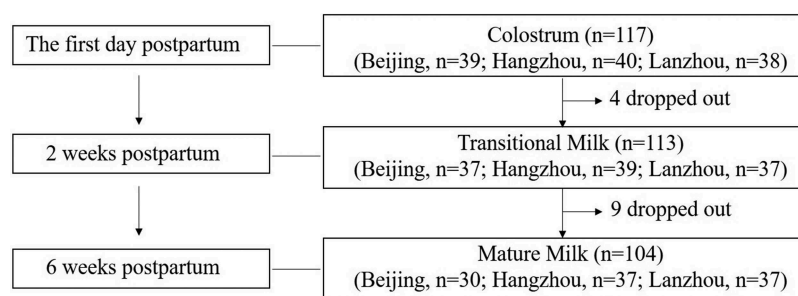 The first day postpartum
Colostrum (n=117)
(Beijing, n=39; Hangzhou, n=40; Lanzhou, n=38)
4 dropped out
2 weeks postpartum
Transitional Milk (n=113)
(Beijing, n=37; Hangzhou, n=39; Lanzhou, n=37)
9 dropped out
6 weeks postpartum
Mature Milk (n=104)
(Beijing, n=30; Hangzhou, n=37; Lanzhou, n=37)